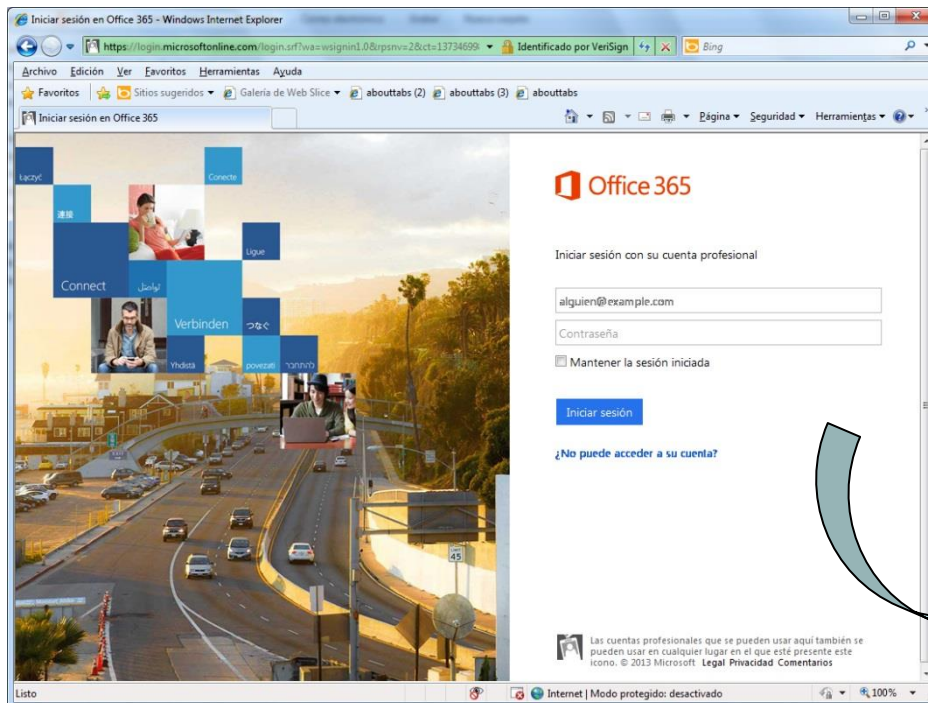 Iniciar sesión en Office 365 - Windows Internet Explorer
https://login.microsoftonline.com/login.srf?wa=wsignin1.0&rpsnv=2&ct=13734699
Identificado por VeriSign
Bing
Archivo Edición Ver Favoritos Herramientas Ayuda
Favoritos Sitios sugeridos Galería de Web Slice abouttabs (2) abouttabs (3) abouttabs
Iniciar sesión en Office 365
Página Seguridad Herramientas
Łączyć
Conecte
連接
Ligue
Connect
تواصل
Verbinden
つなぐ
Yhdistä
povezati
להתחבר
SPEED
LIMIT
45
Office 365
Iniciar sesión con su cuenta profesional
alguien@example.com
Contraseña
Mantener la sesión iniciada
Iniciar sesión
¿No puede acceder a su cuenta?
Las cuentas profesionales que se pueden usar aquí también se
pueden usar en cualquier lugar en el que esté presente este
icono. © 2013 Microsoft Legal Privacidad Comentarios
Listo
Internet | Modo protegido: desactivado
100%